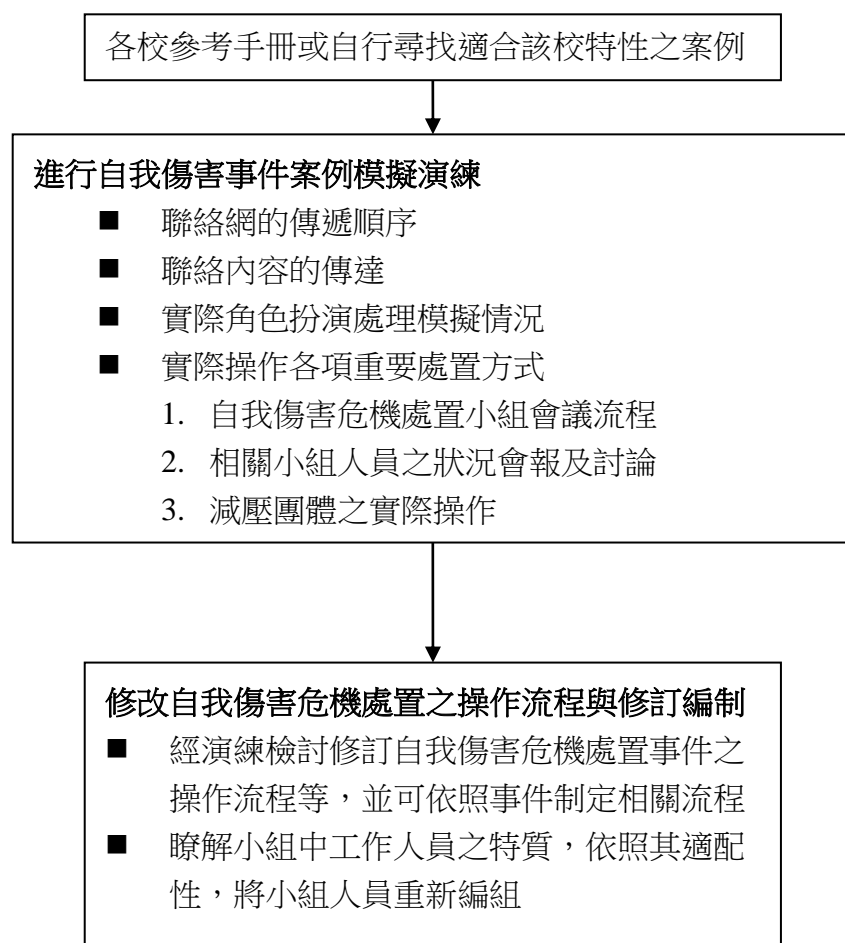 各校參考手冊或自行尋找適合該校特性之案例
進行自我傷害事件案例模擬演練
■ 聯絡網的傳遞順序
■ 聯絡內容的傳達
■ 實際角色扮演處理模擬情況
■ 實際操作各項重要處置方式
1. 自我傷害危機處置小組會議流程
2. 相關小組人員之狀況會報及討論
3. 減壓團體之實際操作
修改自我傷害危機處置之操作流程與修訂編制
■ 經演練檢討修訂自我傷害危機處置事件之
操作流程等，並可依照事件制定相關流程
■ 瞭解小組中工作人員之特質，依照其適配
性，將小組人員重新編組